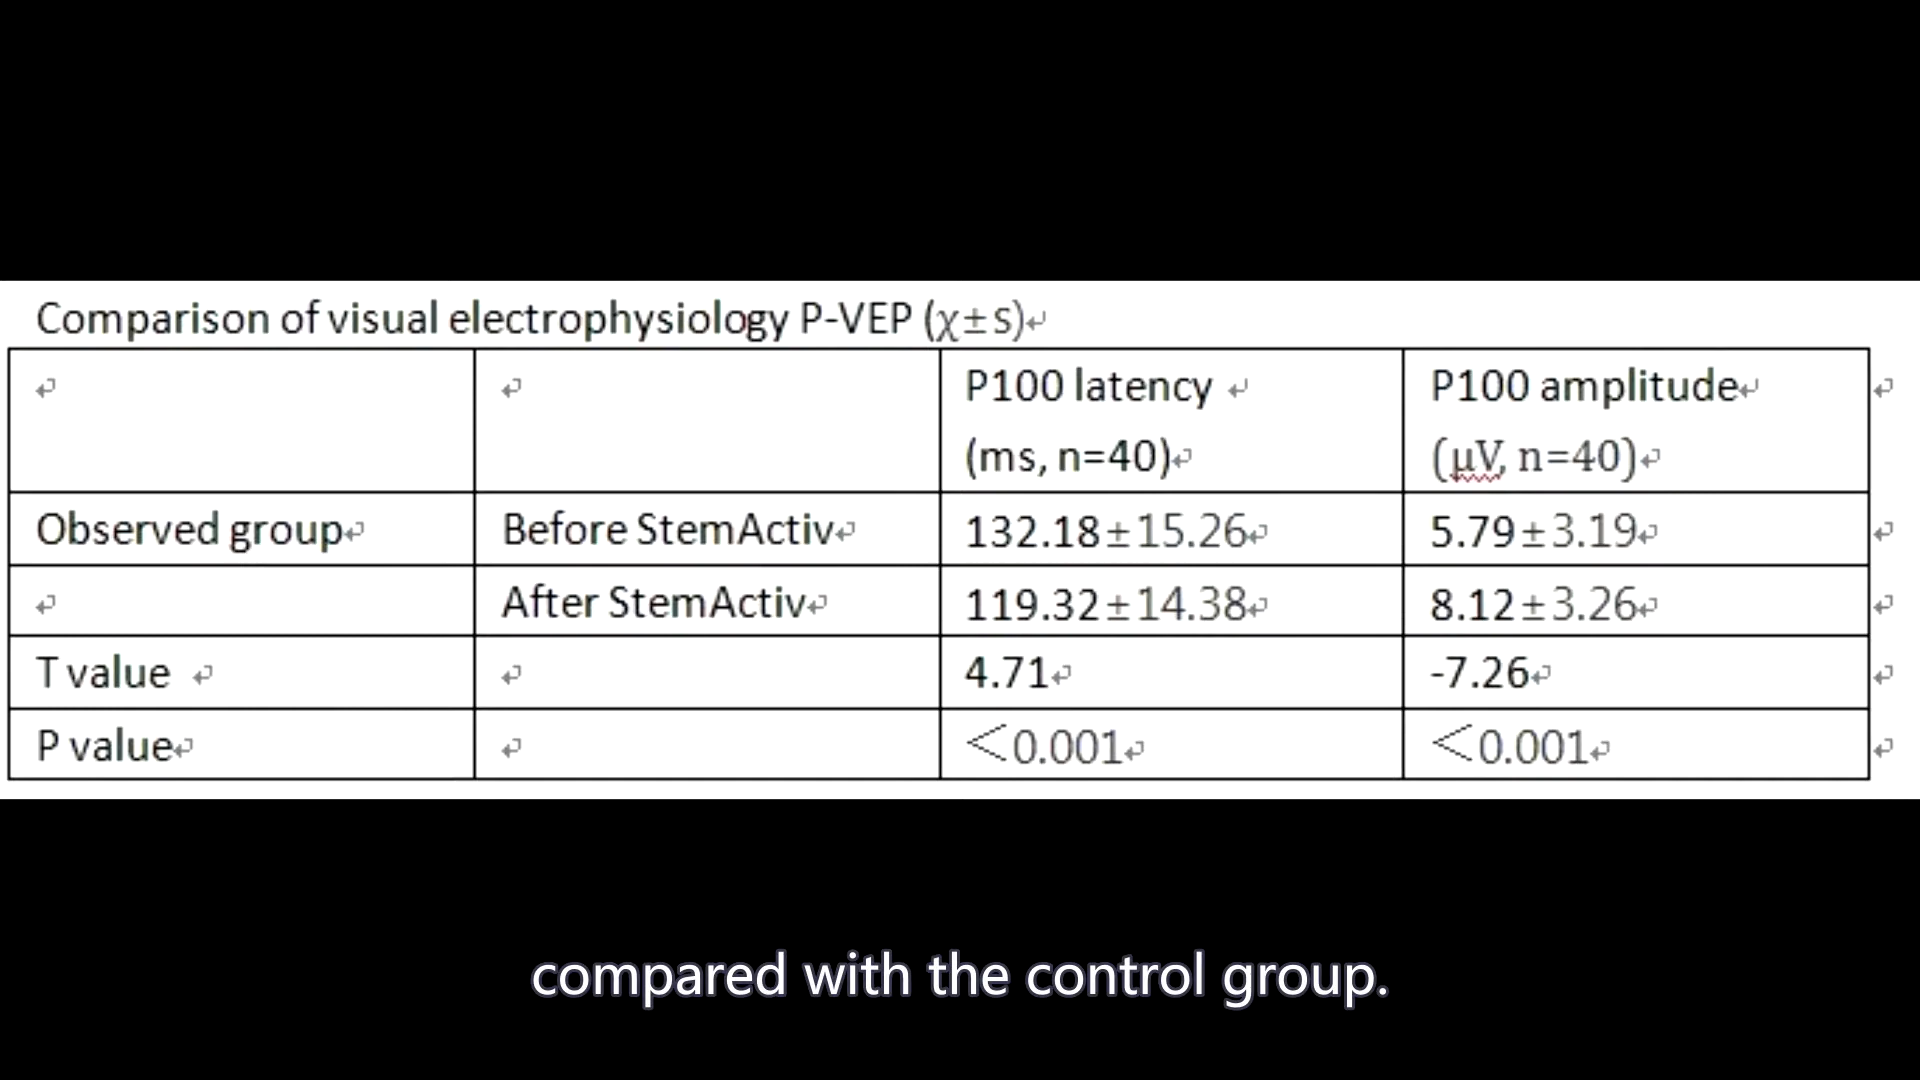 Comparison of visual electrophysiology P-VEP (χ±s)
P100 latency P100 amplitude
(ms, n=40) (μV, n=40)
Observed group Before StemActiv 132.18±15.26 5.79±3.19
After StemActiv 119.32±14.38 8.12±3.26
T value 4.71 -7.26
P value <0.001 <0.001
compared with the control group.